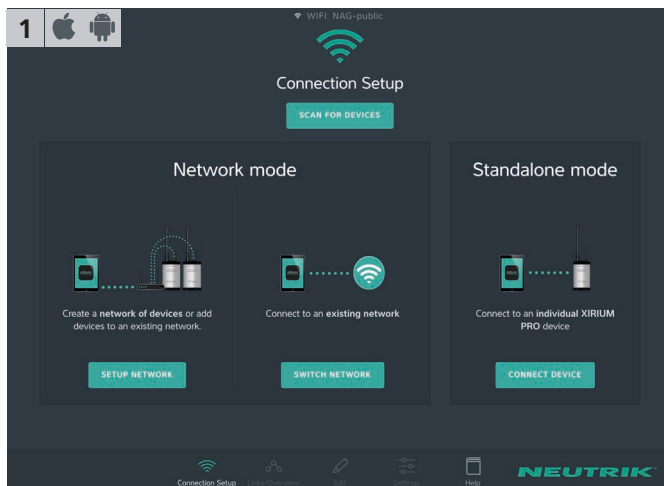 1
WIFI: NAG-public
Connection Setup
SCAN FOR DEVICES
Network mode
Standalone mode
Create a network of devices or add
devices to an existing network.
Connect to an existing network
Connect to an individual XIRIUM
PRO device
SETUP NETWORK
SWITCH NETWORK
CONNECT DEVICE
Connection Setup
Links/Overview
Edit
Settings
Help
NEUTRIK